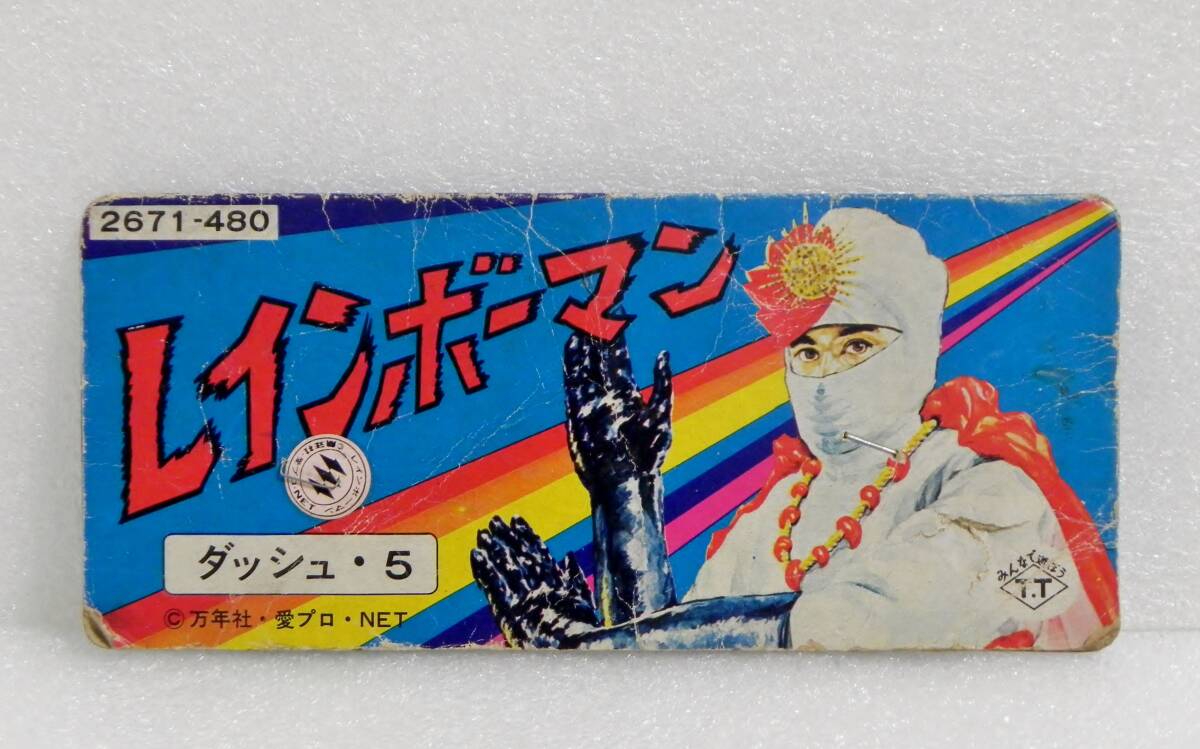 2671-480
レインボーマン
ダッシュ・5
©万年社・愛プロ・NET
みんなで遊ぼう
T.T